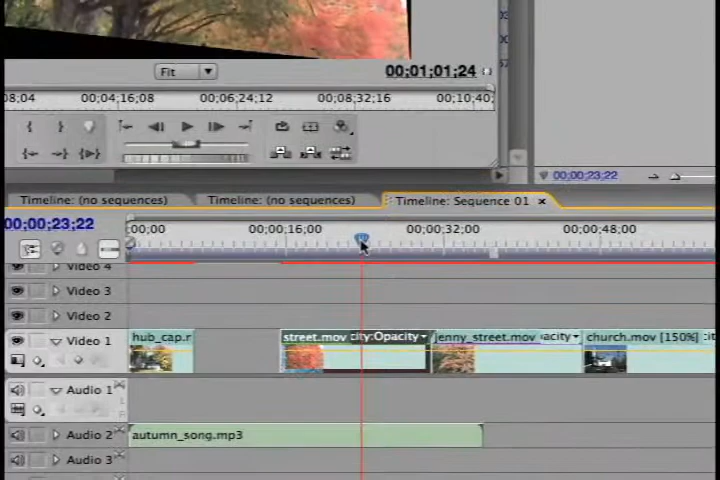 Fit
00;01;01;24
8;04
00;04;16;08
00;06;24;12
00;08;32;16
00;10;40;
00;00;23;22
Timeline: (no sequences)
Timeline: (no sequences)
Timeline: Sequence 01
00;00;23;22
;00;00
00;00;16;00
00;00;32;00
00;00;48;00
Video 4
Video 3
Video 2
Video 1
hub_cap.r
street.mov city:Opacity
jenny_street.mov acity
church.mov [150%]
Audio 1
Audio 2
autumn_song.mp3
Audio 3